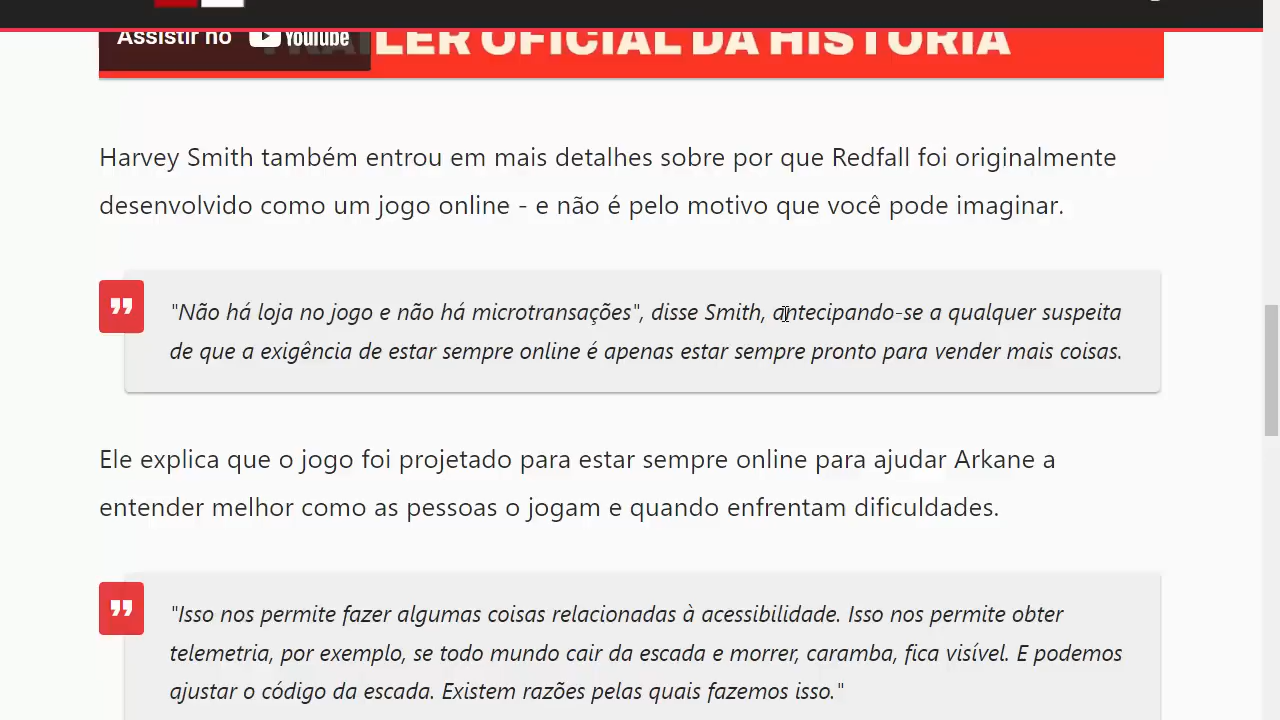 Assistir no YouTube
TRAILER OFICIAL DA HISTÓRIA
Harvey Smith também entrou em mais detalhes sobre por que Redfall foi originalmente
desenvolvido como um jogo online - e não é pelo motivo que você pode imaginar.
"Não há loja no jogo e não há microtransações", disse Smith, antecipando-se a qualquer suspeita
de que a exigência de estar sempre online é apenas estar sempre pronto para vender mais coisas.
Ele explica que o jogo foi projetado para estar sempre online para ajudar Arkane a
entender melhor como as pessoas o jogam e quando enfrentam dificuldades.
"Isso nos permite fazer algumas coisas relacionadas à acessibilidade. Isso nos permite obter
telemetria, por exemplo, se todo mundo cair da escada e morrer, caramba, fica visível. E podemos
ajustar o código da escada. Existem razões pelas quais fazemos isso."